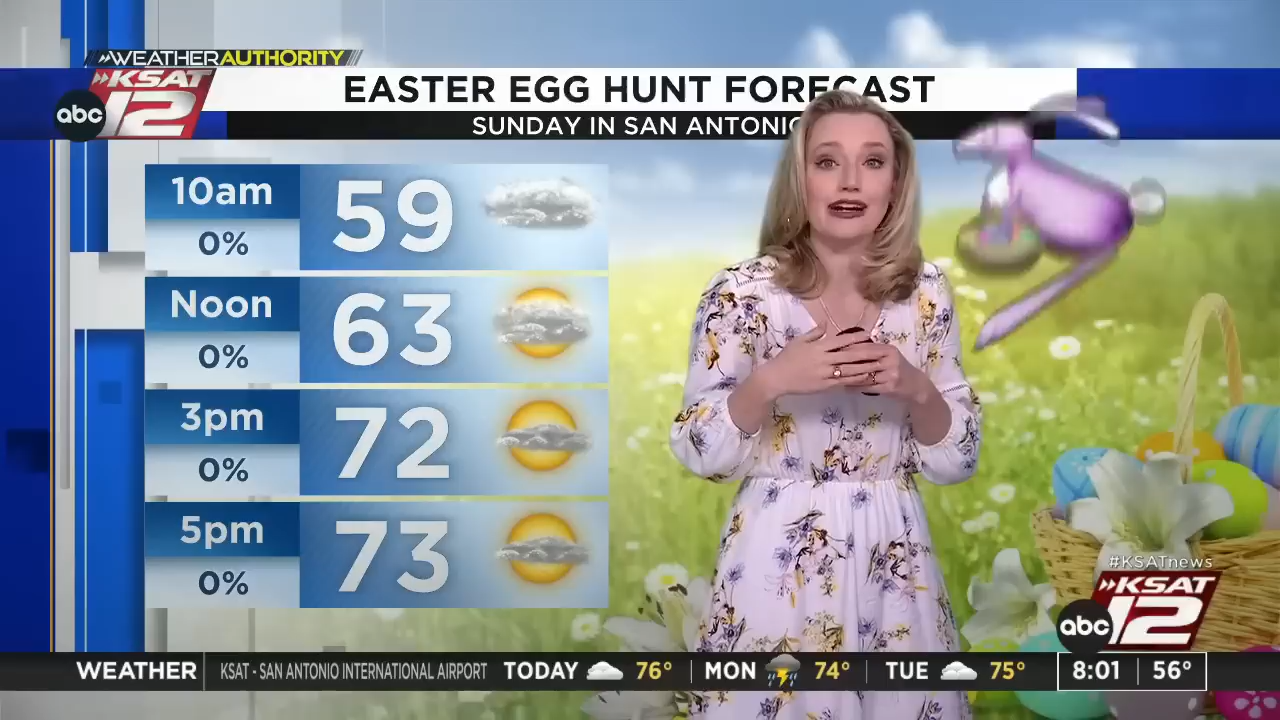 WEATHERAUTHORITY
KSAT
abc 12
EASTER EGG HUNT FORECAST
SUNDAY IN SAN ANTONIO
10am
0%
59
Noon
0%
63
3pm
0%
72
5pm
0%
73
#KSATnews
KSAT
abc 12
WEATHER KSAT - SAN ANTONIO INTERNATIONAL AIRPORT TODAY 76° MON 74° TUE 75° 8:01 56°